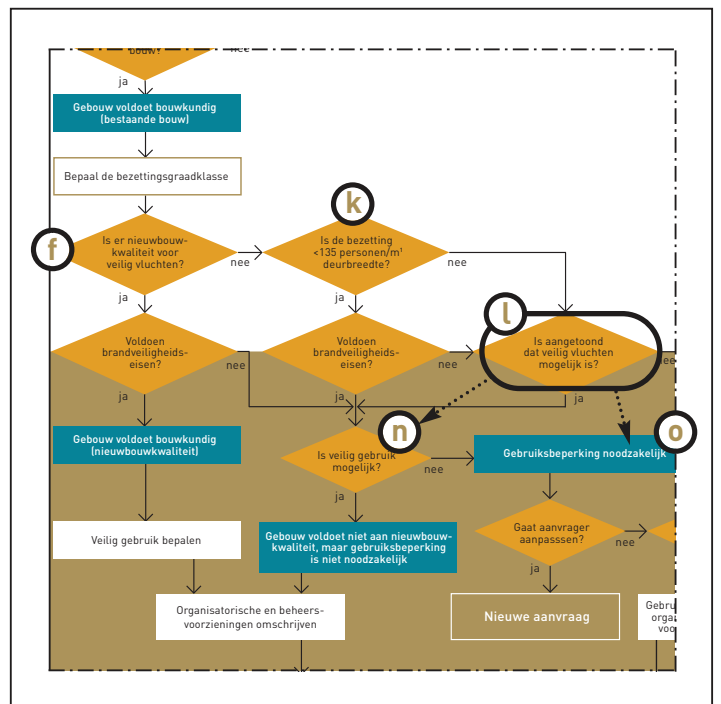 bouw?
nee
ja
Gebouw voldoet bouwkundig
(bestaande bouw)
Bepaal de bezettingsgraadklasse
k
f
Is er nieuwbouw-
kwaliteit voor
veilig vluchten?
nee
Is de bezetting
<135 personen/m¹
deurbreedte?
nee
ja
ja
l
Voldoen
brandveiligheids-
eisen?
nee
Voldoen
brandveiligheids-
eisen?
nee
Is aangetoond
dat veilig vluchten
mogelijk is?
nee
ja
ja
ja
n
o
Gebouw voldoet bouwkundig
(nieuwbouwkwaliteit)
Is veilig gebruik
mogelijk?
nee
Gebruiksbeperking noodzakelijk
ja
Veilig gebruik bepalen
Gebouw voldoet niet aan nieuwbouw-
kwaliteit, maar gebruiksbeperking
is niet noodzakelijk
Gaat aanvrager
aanpasssen?
nee
ja
Organisatorische en beheers-
voorzieningen omschrijven
Nieuwe aanvraag
Gebru
orga
voo